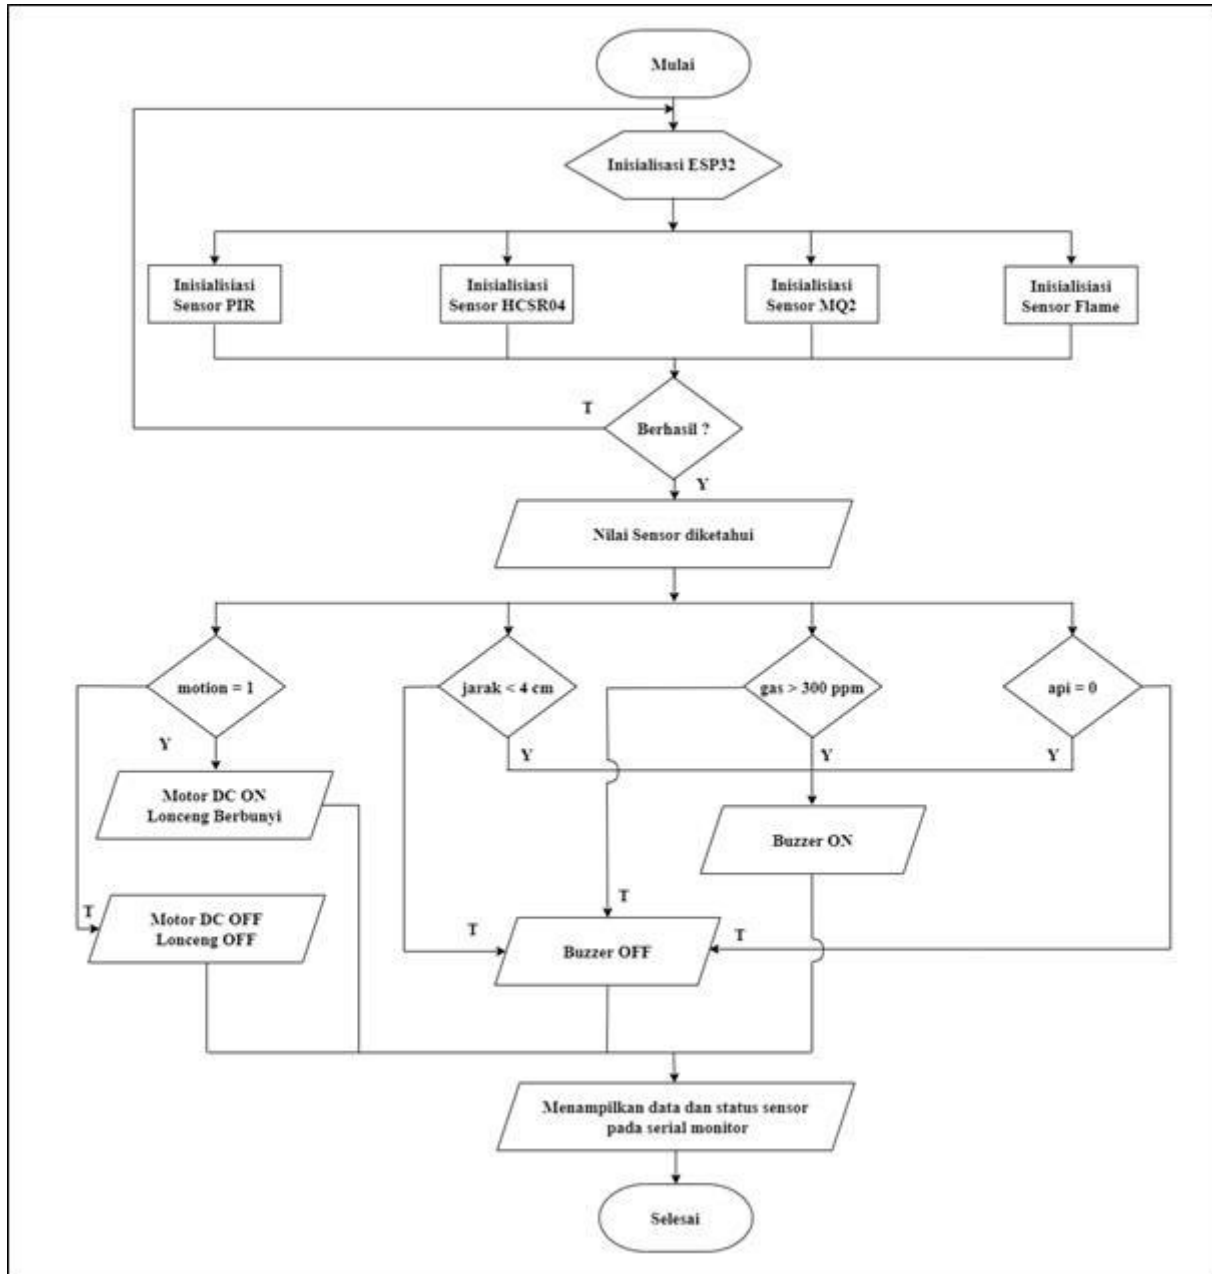 Mulai
Inisialisasi ESP32
Inisialisiasi
Sensor PIR
Inisialisiasi
Sensor HCSR04
Inisialisiasi
Sensor MQ2
Inisialisiasi
Sensor Flame
T
Berhasil ?
Y
Nilai Sensor diketahui
motion = 1
jarak < 4 cm
gas > 300 ppm
api = 0
Y
Y
Y
Y
Motor DC ON
Lonceng Berbunyi
Buzzer ON
T
Motor DC OFF
Lonceng OFF
T
T
T
Buzzer OFF
Menampilkan data dan status sensor
pada serial monitor
Selesai